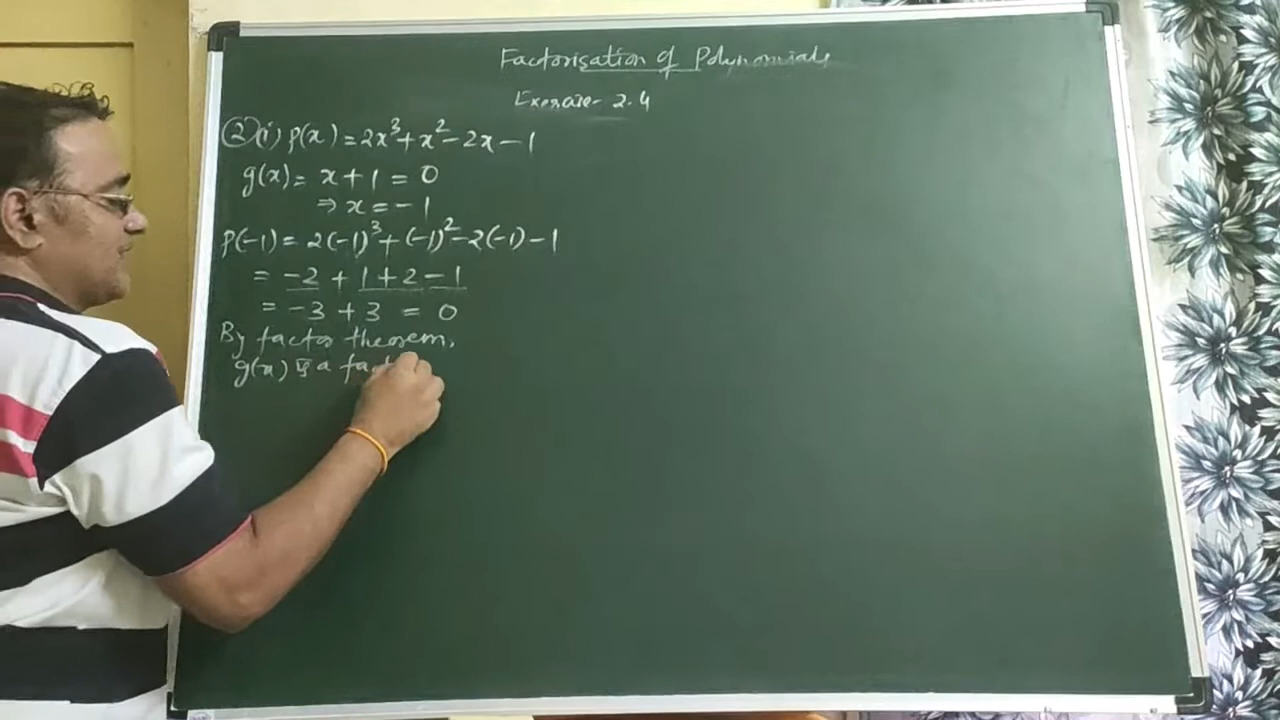 Factorisation of Polynomials
Exercise- 2.4
② (i) p(x) = 2x³ + x² - 2x - 1
g(x) = x + 1 = 0
⇒ x = -1
p(-1) = 2(-1)³ + (-1)² - 2(-1) - 1
= -2 + 1 + 2 - 1
= -3 + 3 = 0
By factor theorem,
g(x) is a fact